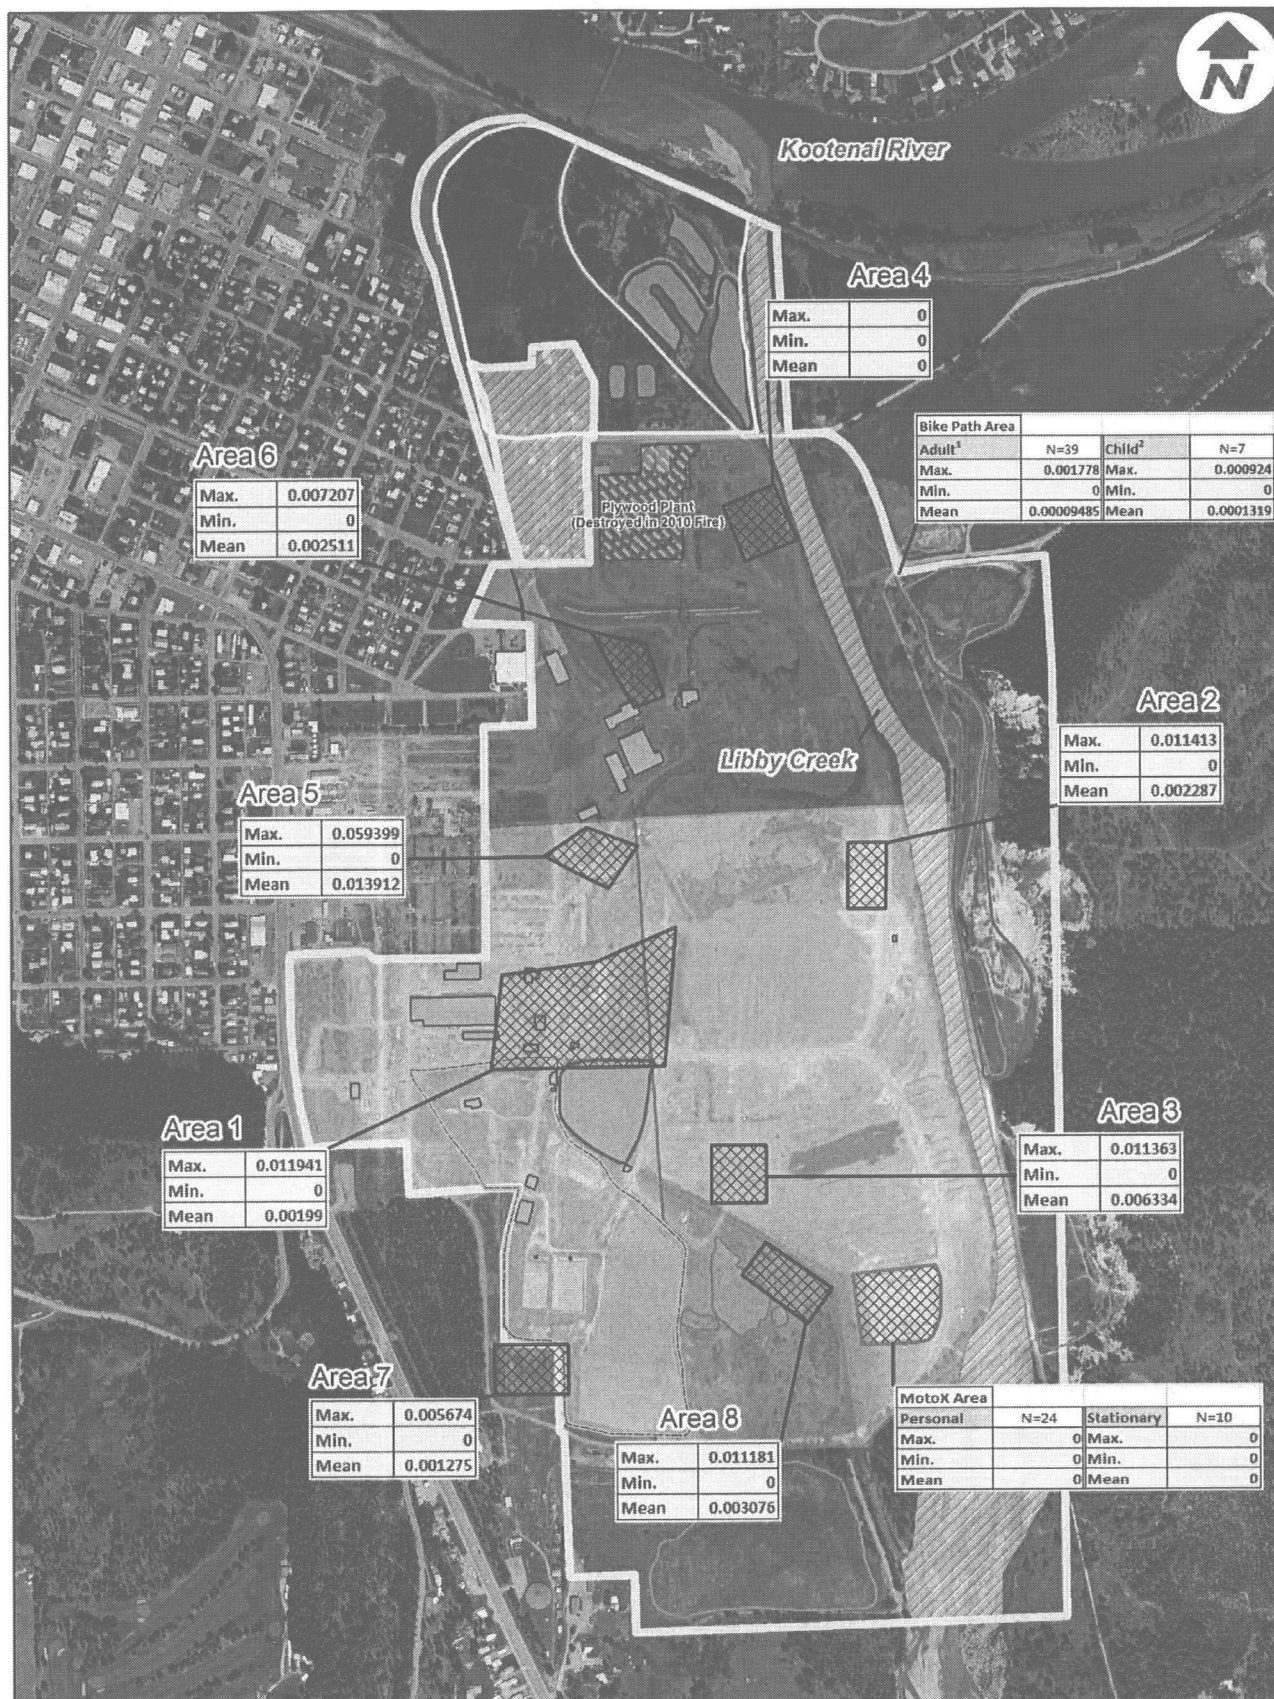 N
Kootenai River
Area 4
Max. 0
Min. 0
Mean 0
Bike Path Area
Adult¹ N=39 Child² N=7
Max. 0.001778 Max. 0.000924
Min. 0 Min. 0
Mean 0.00009485 Mean 0.0001319
Area 6
Max. 0.007207
Min. 0
Mean 0.002511
Plywood Plant
(Destroyed in 2010 Fire)
Area 2
Max. 0.011413
Min. 0
Mean 0.002287
Libby Creek
Area 5
Max. 0.059399
Min. 0
Mean 0.013912
Area 1
Max. 0.011941
Min. 0
Mean 0.00199
Area 3
Max. 0.011363
Min. 0
Mean 0.006334
Area 7
Max. 0.005674
Min. 0
Mean 0.001275
Area 8
Max. 0.011181
Min. 0
Mean 0.003076
MotoX Area
Personal N=24 Stationary N=10
Max. 0 Max. 0
Min. 0 Min. 0
Mean 0 Mean 0